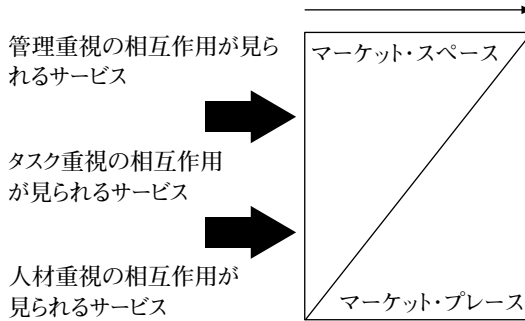 管理重視の相互作用が見ら
れるサービス
マーケット・スペース
タスク重視の相互作用
が見られるサービス
人材重視の相互作用が
見られるサービス
マーケット・プレース